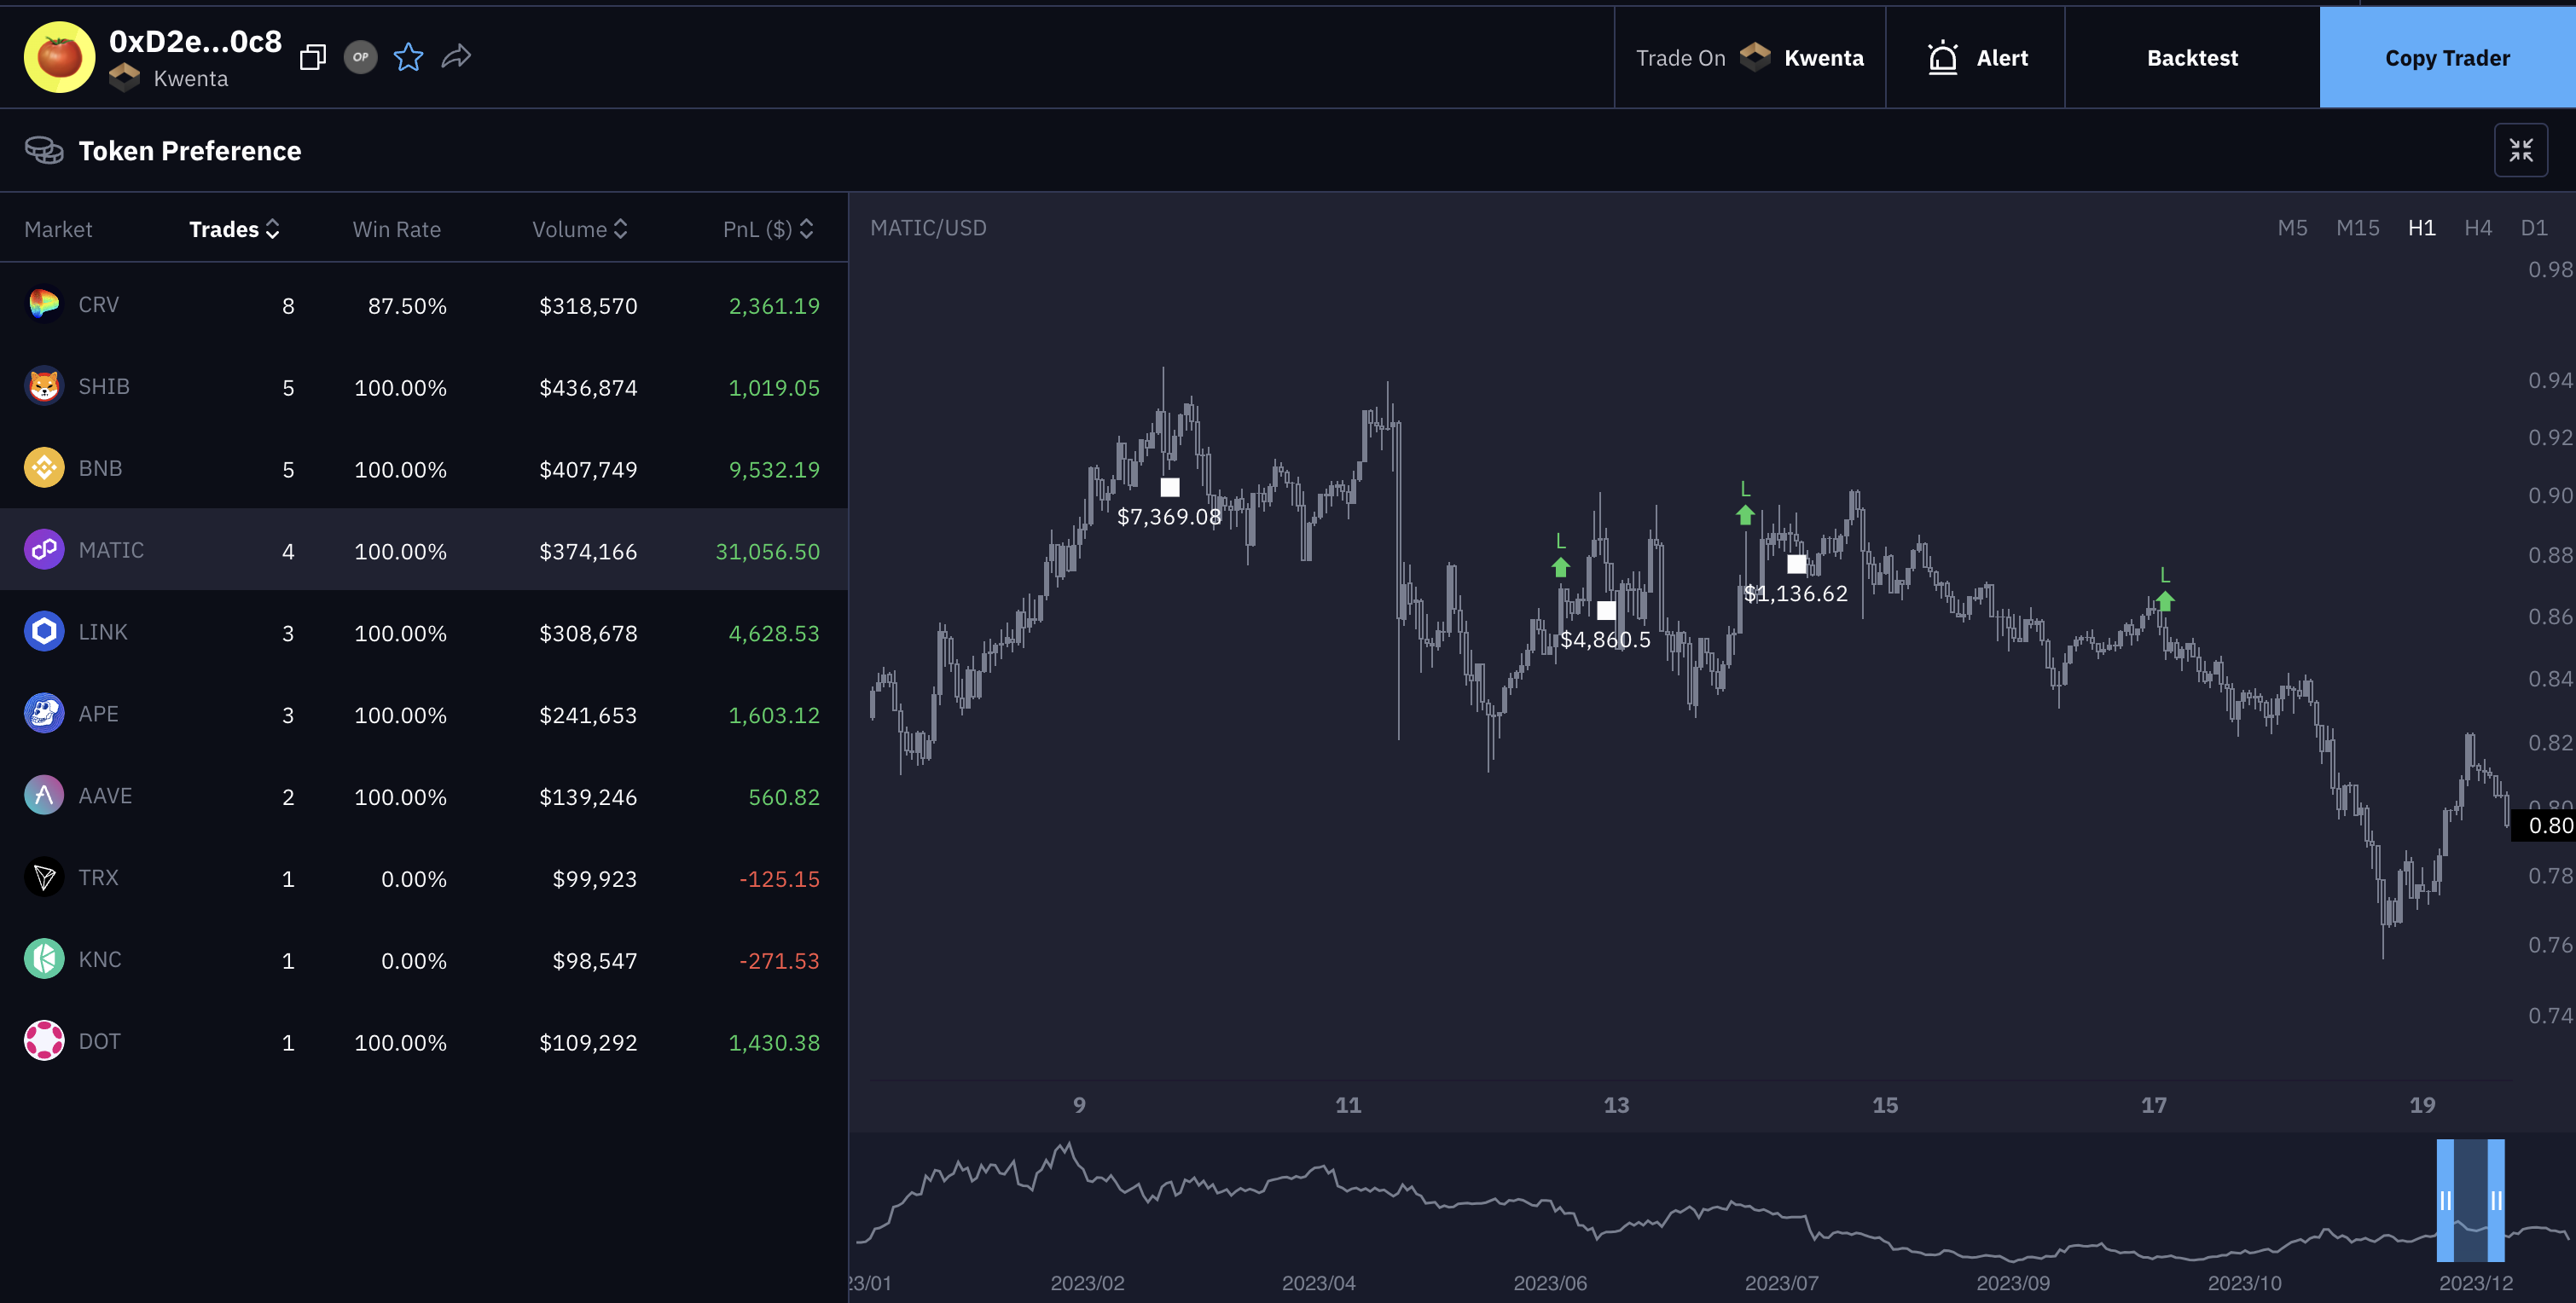 0xD2e...0c8
OP
Kwenta
Trade On Kwenta
Alert
Backtest
Copy Trader
Token Preference
Market Trades Win Rate Volume PnL ($)
CRV 8 87.50% $318,570 2,361.19
SHIB 5 100.00% $436,874 1,019.05
BNB 5 100.00% $407,749 9,532.19
MATIC 4 100.00% $374,166 31,056.50
LINK 3 100.00% $308,678 4,628.53
APE 3 100.00% $241,653 1,603.12
AAVE 2 100.00% $139,246 560.82
TRX 1 0.00% $99,923 -125.15
KNC 1 0.00% $98,547 -271.53
DOT 1 100.00% $109,292 1,430.38
MATIC/USD
M5 M15 H1 H4 D1
0.98
0.94
0.92
0.90
0.88
0.86
0.84
0.82
0.80
0.80
0.78
0.76
0.74
$7,369.08
L
$4,860.5
L
$1,136.62
L
9 11 13 15 17 19
23/01 2023/02 2023/04 2023/06 2023/07 2023/09 2023/10 2023/12